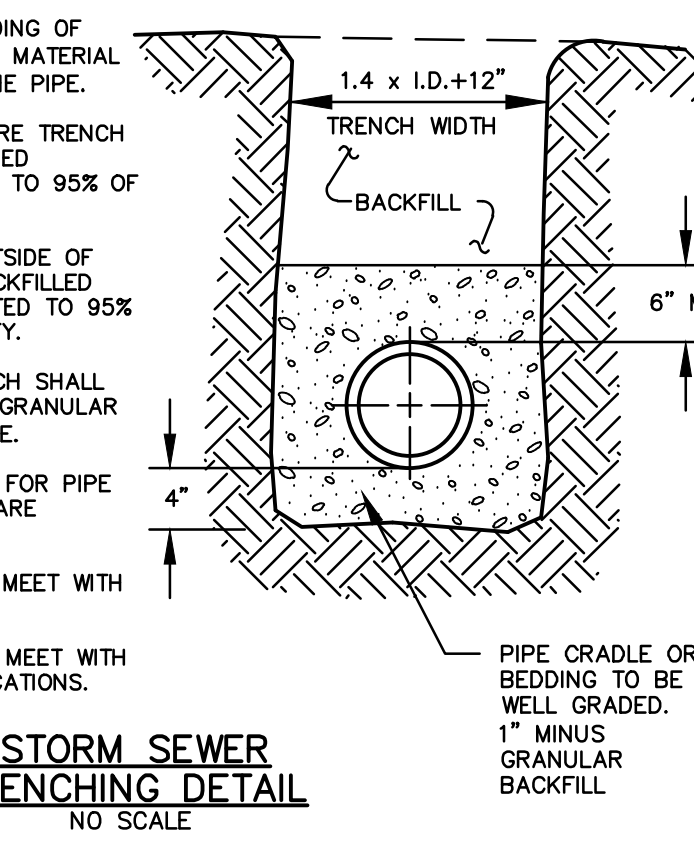 DING OF
MATERIAL
E PIPE.
RE TRENCH
ED
TO 95% OF
TSIDE OF
CKFILLED
TED TO 95%
TY.
CH SHALL
GRANULAR
E.
FOR PIPE
ARE
MEET WITH
MEET WITH
CATIONS.
1.4 x I.D.+12"
TRENCH WIDTH
BACKFILL
6"
4"
PIPE CRADLE OR
BEDDING TO BE
WELL GRADED.
1" MINUS
GRANULAR
BACKFILL
STORM SEWER
ENCHING DETAIL
NO SCALE